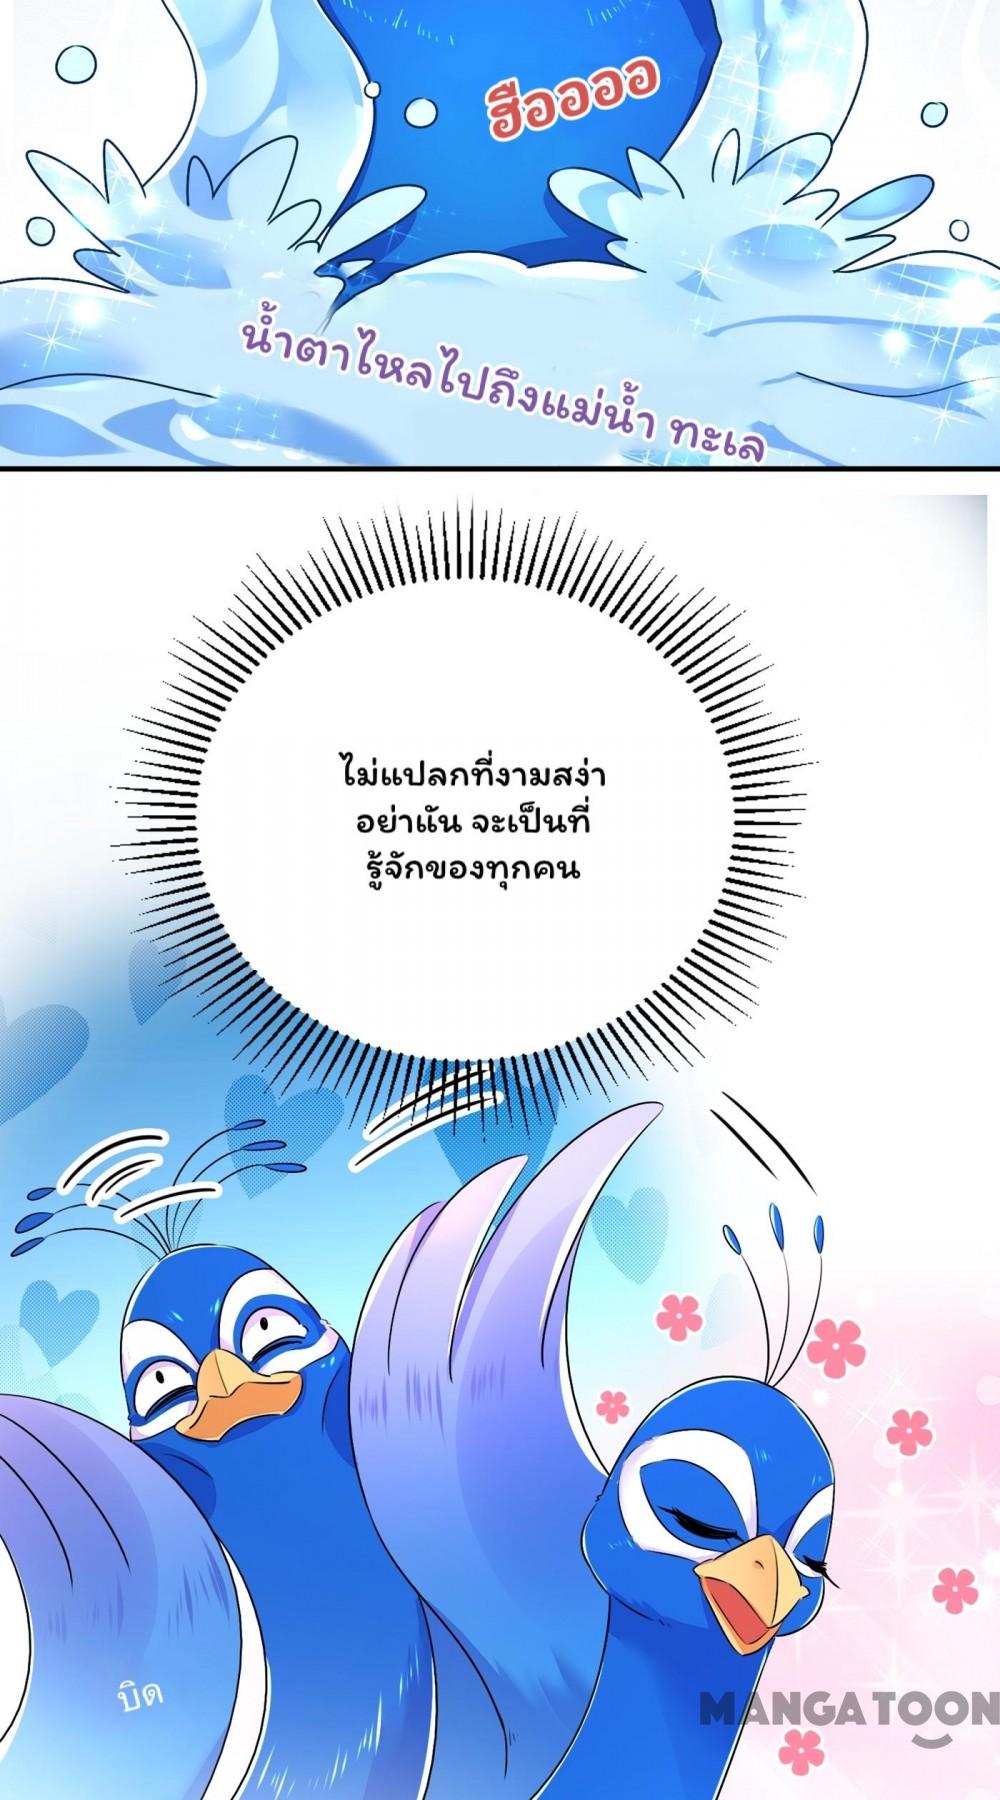 ฮืออออ
น้ำตาไหลไปถึงแม่น้ำ ทะเล
ไม่แปลกที่งามสง่า
อย่างฉัน จะเป็นที่
รู้จักของทุกคน
บิด
MANGATOON